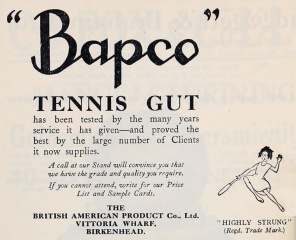 "Bapco"
TENNIS GUT
has been tested by the many years
service it has given—and proved the
best by the large number of Clients
it now supplies.
A call at our Stand will convince you that
we have the grade and quality you require.
If you cannot attend, write for our Price
List and Sample Cards.
THE
BRITISH AMERICAN PRODUCT Co., Ltd.
VITTORIA WHARF,
BIRKENHEAD.
"HIGHLY STRUNG"
(Regd. Trade Mark.)